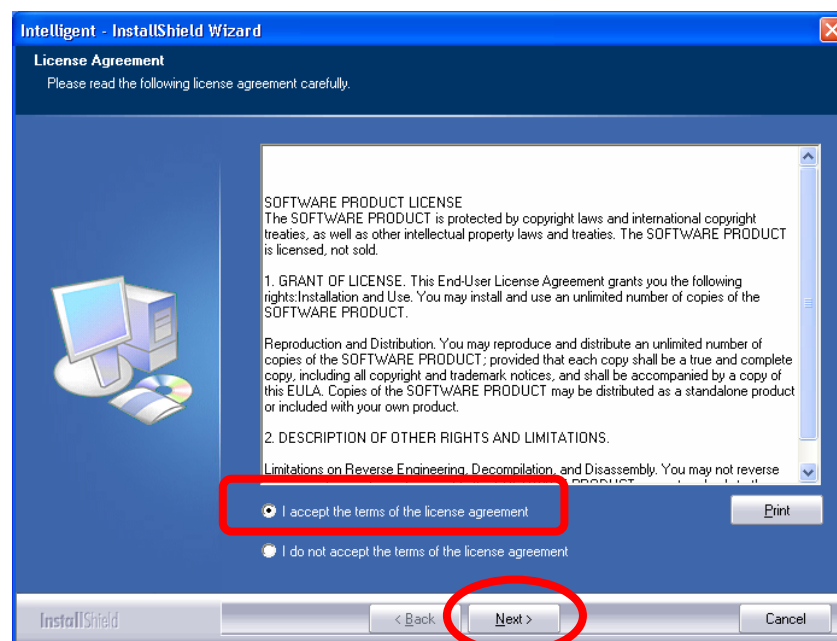 Intelligent - InstallShield Wizard
License Agreement
Please read the following license agreement carefully.
SOFTWARE PRODUCT LICENSE
The SOFTWARE PRODUCT is protected by copyright laws and international copyright
treaties, as well as other intellectual property laws and treaties. The SOFTWARE PRODUCT
is licensed, not sold.
1. GRANT OF LICENSE. This End-User License Agreement grants you the following
rights:Installation and Use. You may install and use an unlimited number of copies of the
SOFTWARE PRODUCT.
Reproduction and Distribution. You may reproduce and distribute an unlimited number of
copies of the SOFTWARE PRODUCT; provided that each copy shall be a true and complete
copy, including all copyright and trademark notices, and shall be accompanied by a copy of
this EULA. Copies of the SOFTWARE PRODUCT may be distributed as a standalone product
or included with your own product.
2. DESCRIPTION OF OTHER RIGHTS AND LIMITATIONS.
Limitations on Reverse Engineering, Decompilation, and Disassembly. You may not reverse
PRODUCT
I accept the terms of the license agreement
Print
I do not accept the terms of the license agreement
InstallShield
< Back
Next >
Cancel